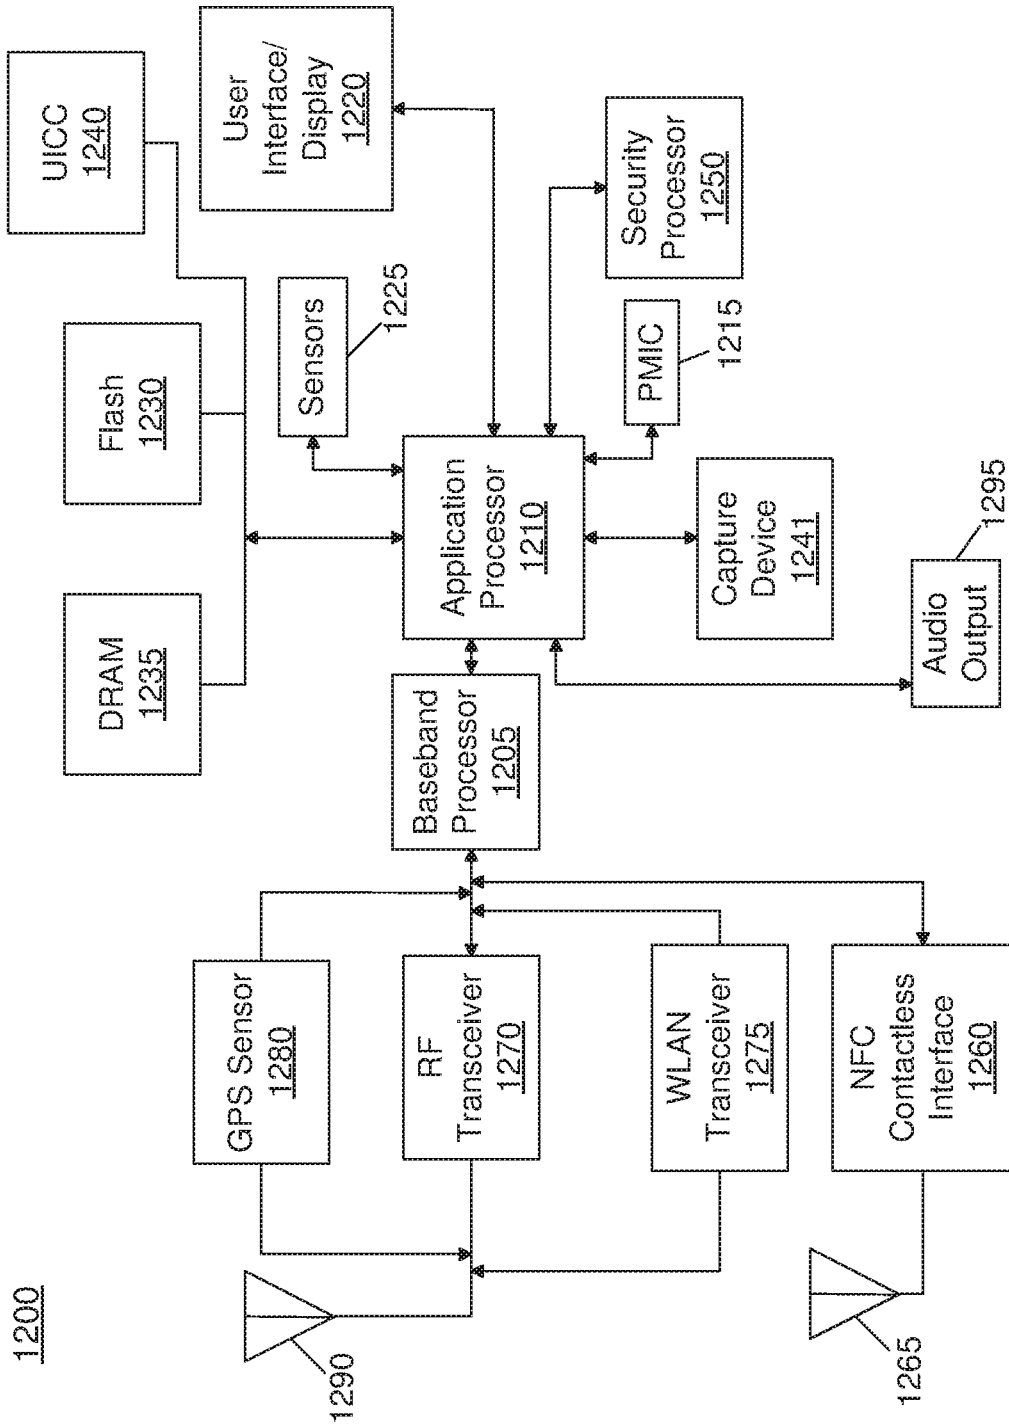 1200
UICC
1240
DRAM
1235
Flash
1230
User
Interface/
Display
1220
GPS Sensor
1280
Sensors
1225
1290
RF
Transceiver
1270
Baseband
Processor
1205
Application
Processor
1210
Security
Processor
1250
PMIC
1215
WLAN
Transceiver
1275
Capture
Device
1241
NFC
Contactless
Interface
1260
1265
Audio
Output
1295